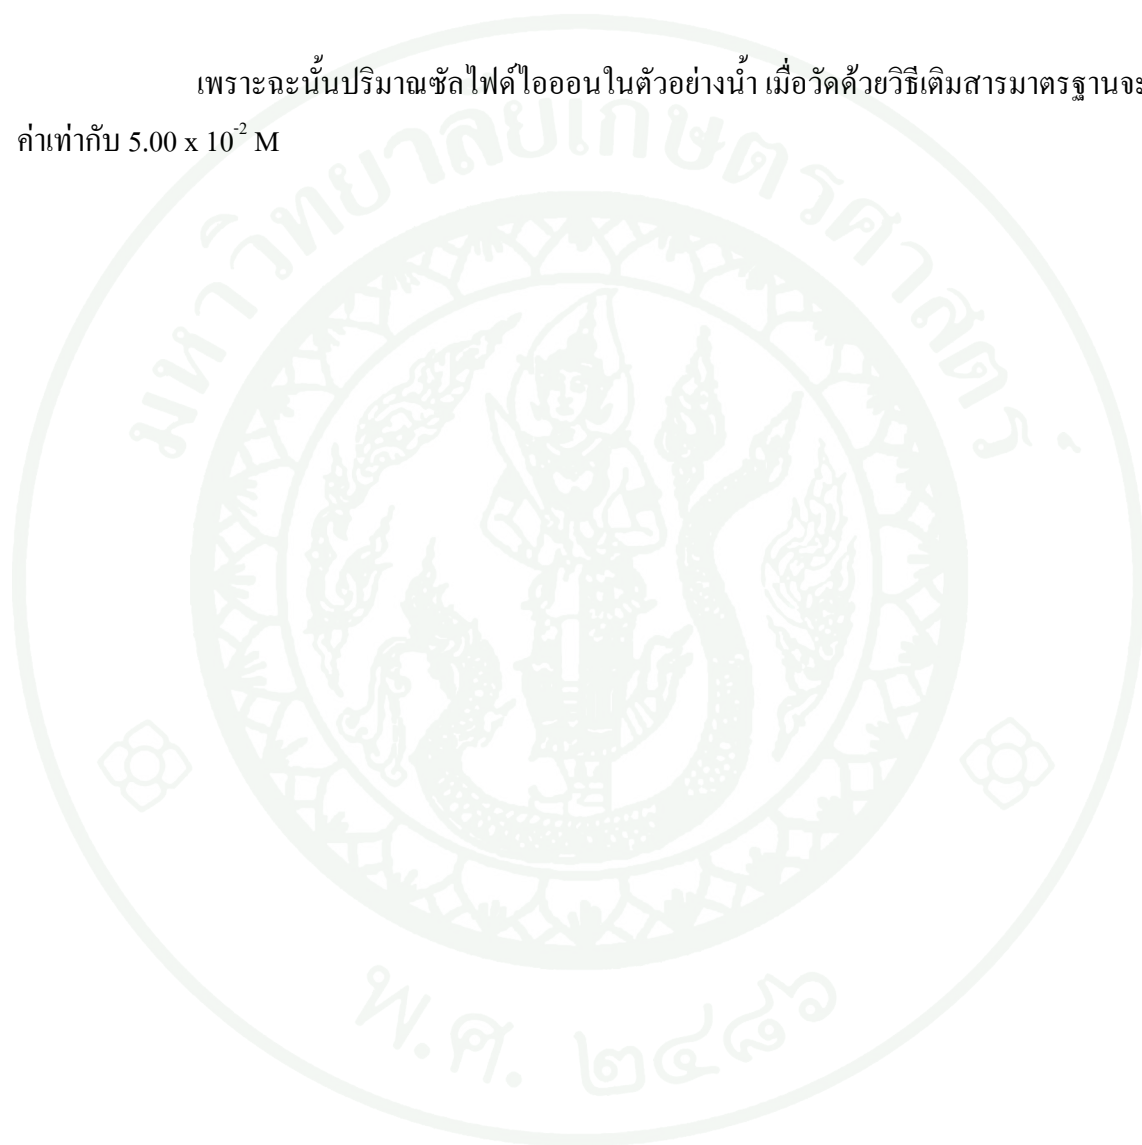 เพราะฉะนั้นปริมาณซัลไฟด์ไอออนในตัวอย่างน้ำ เมื่อวัดด้วยวิธีเติมสารมาตรฐานจะ
ค่าเท่ากับ 5.00 x 10⁻² M
มหาวิทยาลัยเกษตรศาสตร์
พ.ศ. ๒๔๘๖